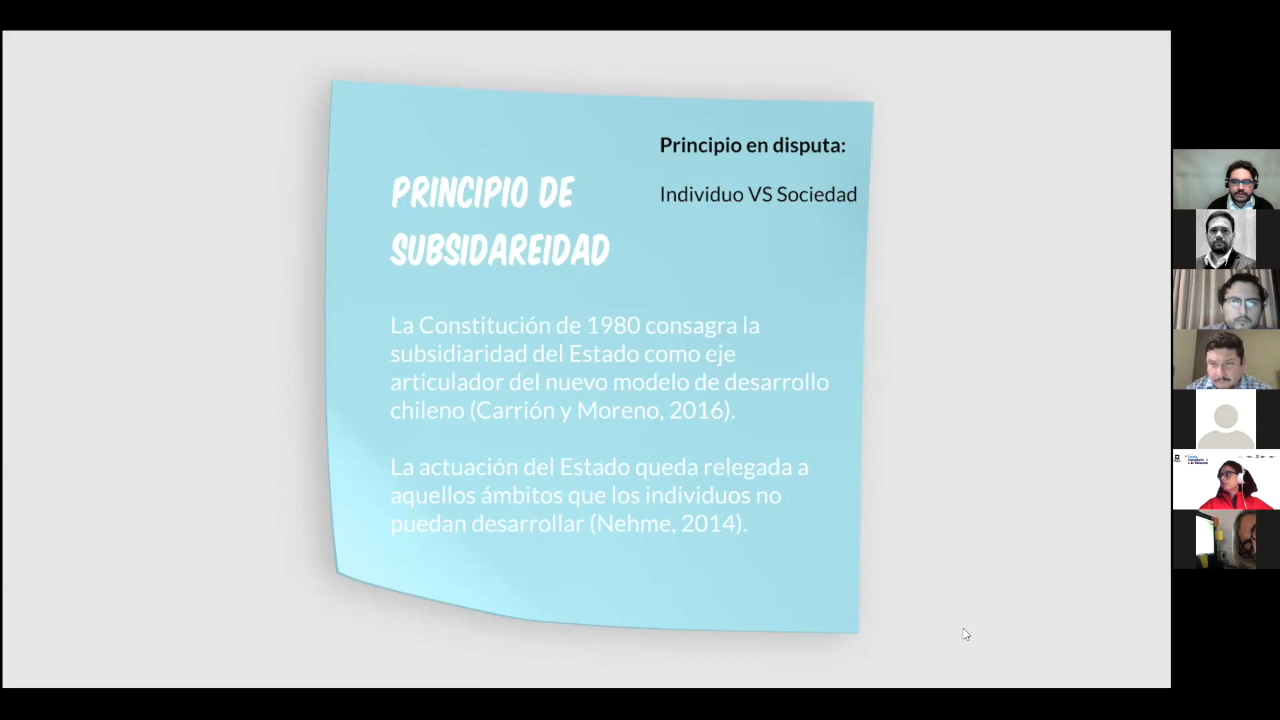 Principio en disputa:
Individuo VS Sociedad
PRINCIPIO DE
SUBSIDAREIDAD
La Constitución de 1980 consagra la
subsidiaridad del Estado como eje
articulador del nuevo modelo de desarrollo
chileno (Carrión y Moreno, 2016).
La actuación del Estado queda relegada a
aquellos ámbitos que los individuos no
puedan desarrollar (Nehme, 2014).